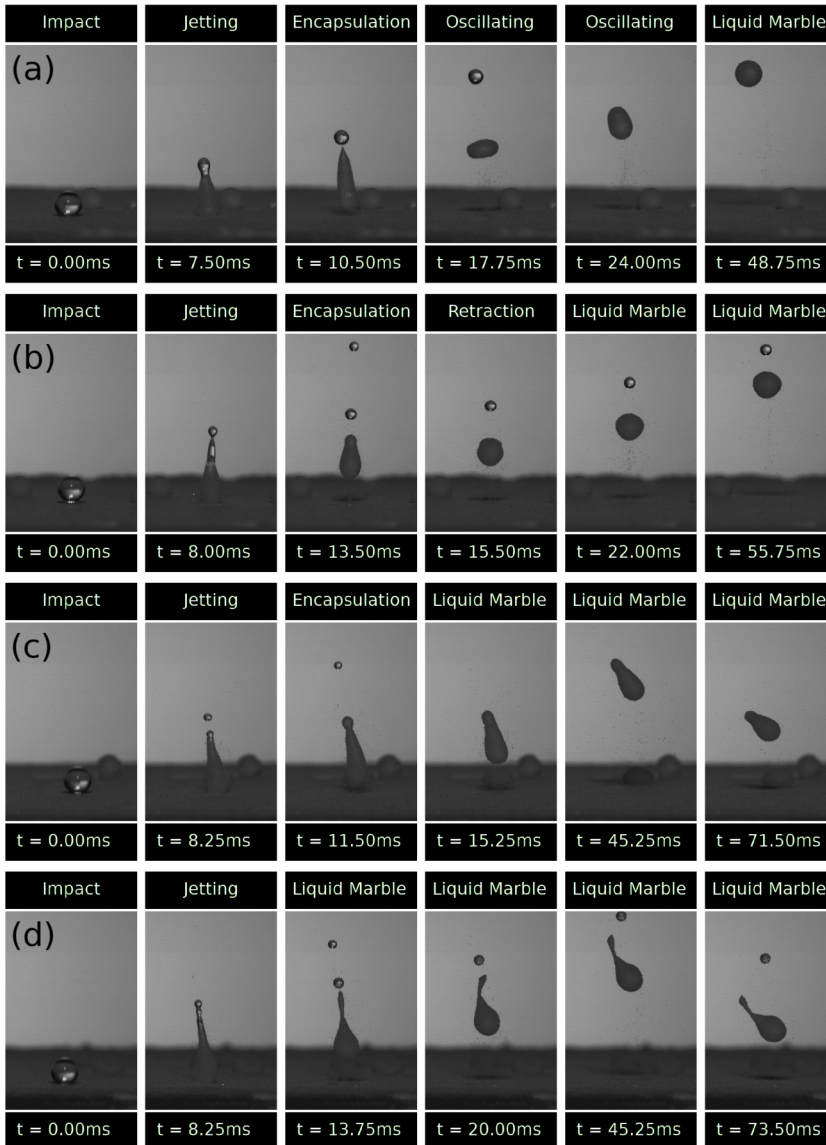 Impact Jetting Encapsulation Oscillating Oscillating Liquid Marble
(a)
t = 0.00ms t = 7.50ms t = 10.50ms t = 17.75ms t = 24.00ms t = 48.75ms
Impact Jetting Encapsulation Retraction Liquid Marble Liquid Marble
(b)
t = 0.00ms t = 8.00ms t = 13.50ms t = 15.50ms t = 22.00ms t = 55.75ms
Impact Jetting Encapsulation Liquid Marble Liquid Marble Liquid Marble
(c)
t = 0.00ms t = 8.25ms t = 11.50ms t = 15.25ms t = 45.25ms t = 71.50ms
Impact Jetting Liquid Marble Liquid Marble Liquid Marble Liquid Marble
(d)
t = 0.00ms t = 8.25ms t = 13.75ms t = 20.00ms t = 45.25ms t = 73.50ms